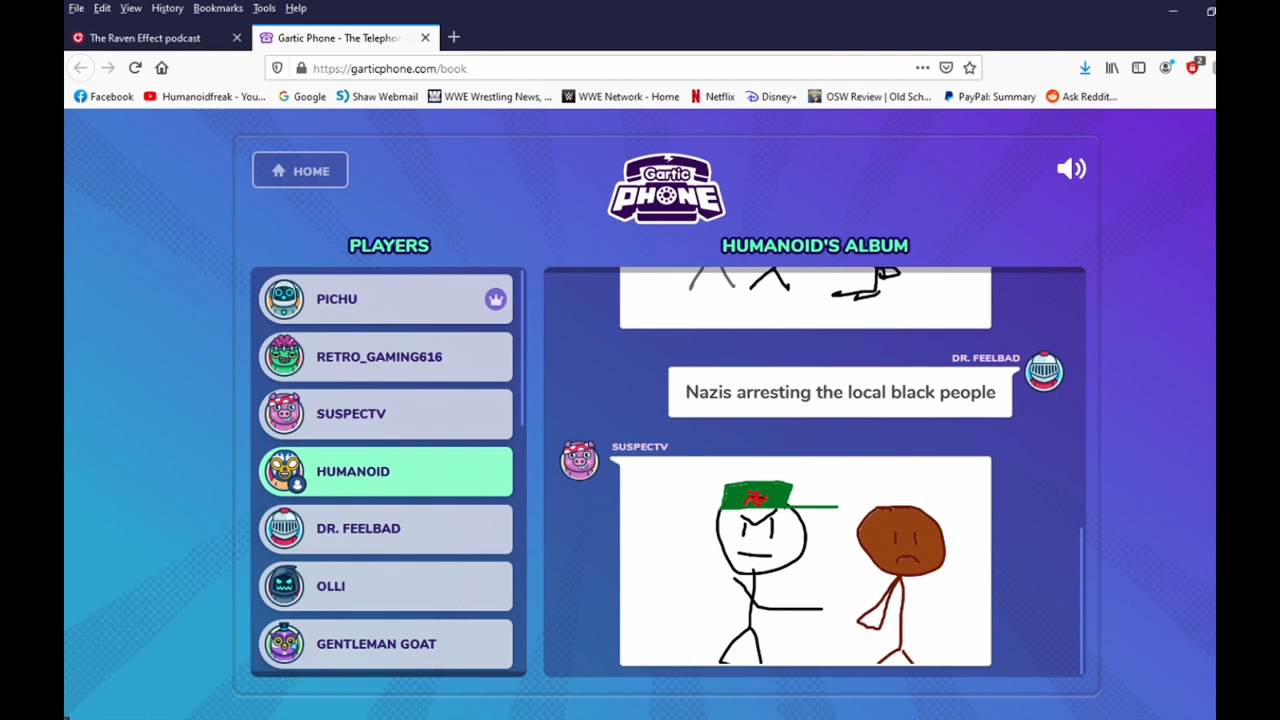 File Edit View History Bookmarks Tools Help
The Raven Effect podcast
Gartic Phone - The Telephon
https://garticphone.com/book
2
Facebook Humanoidfreak - You... Google Shaw Webmail WWE Wrestling News, ... WWE Network - Home Netflix Disney+ OSW Review | Old Sch... PayPal: Summary Ask Reddit...
HOME
Gartic
PHONE
PLAYERS
HUMANOID'S ALBUM
PICHU
RETRO_GAMING616
SUSPECTV
HUMANOID
DR. FEELBAD
OLLI
GENTLEMAN GOAT
DR. FEELBAD
Nazis arresting the local black people
SUSPECTV